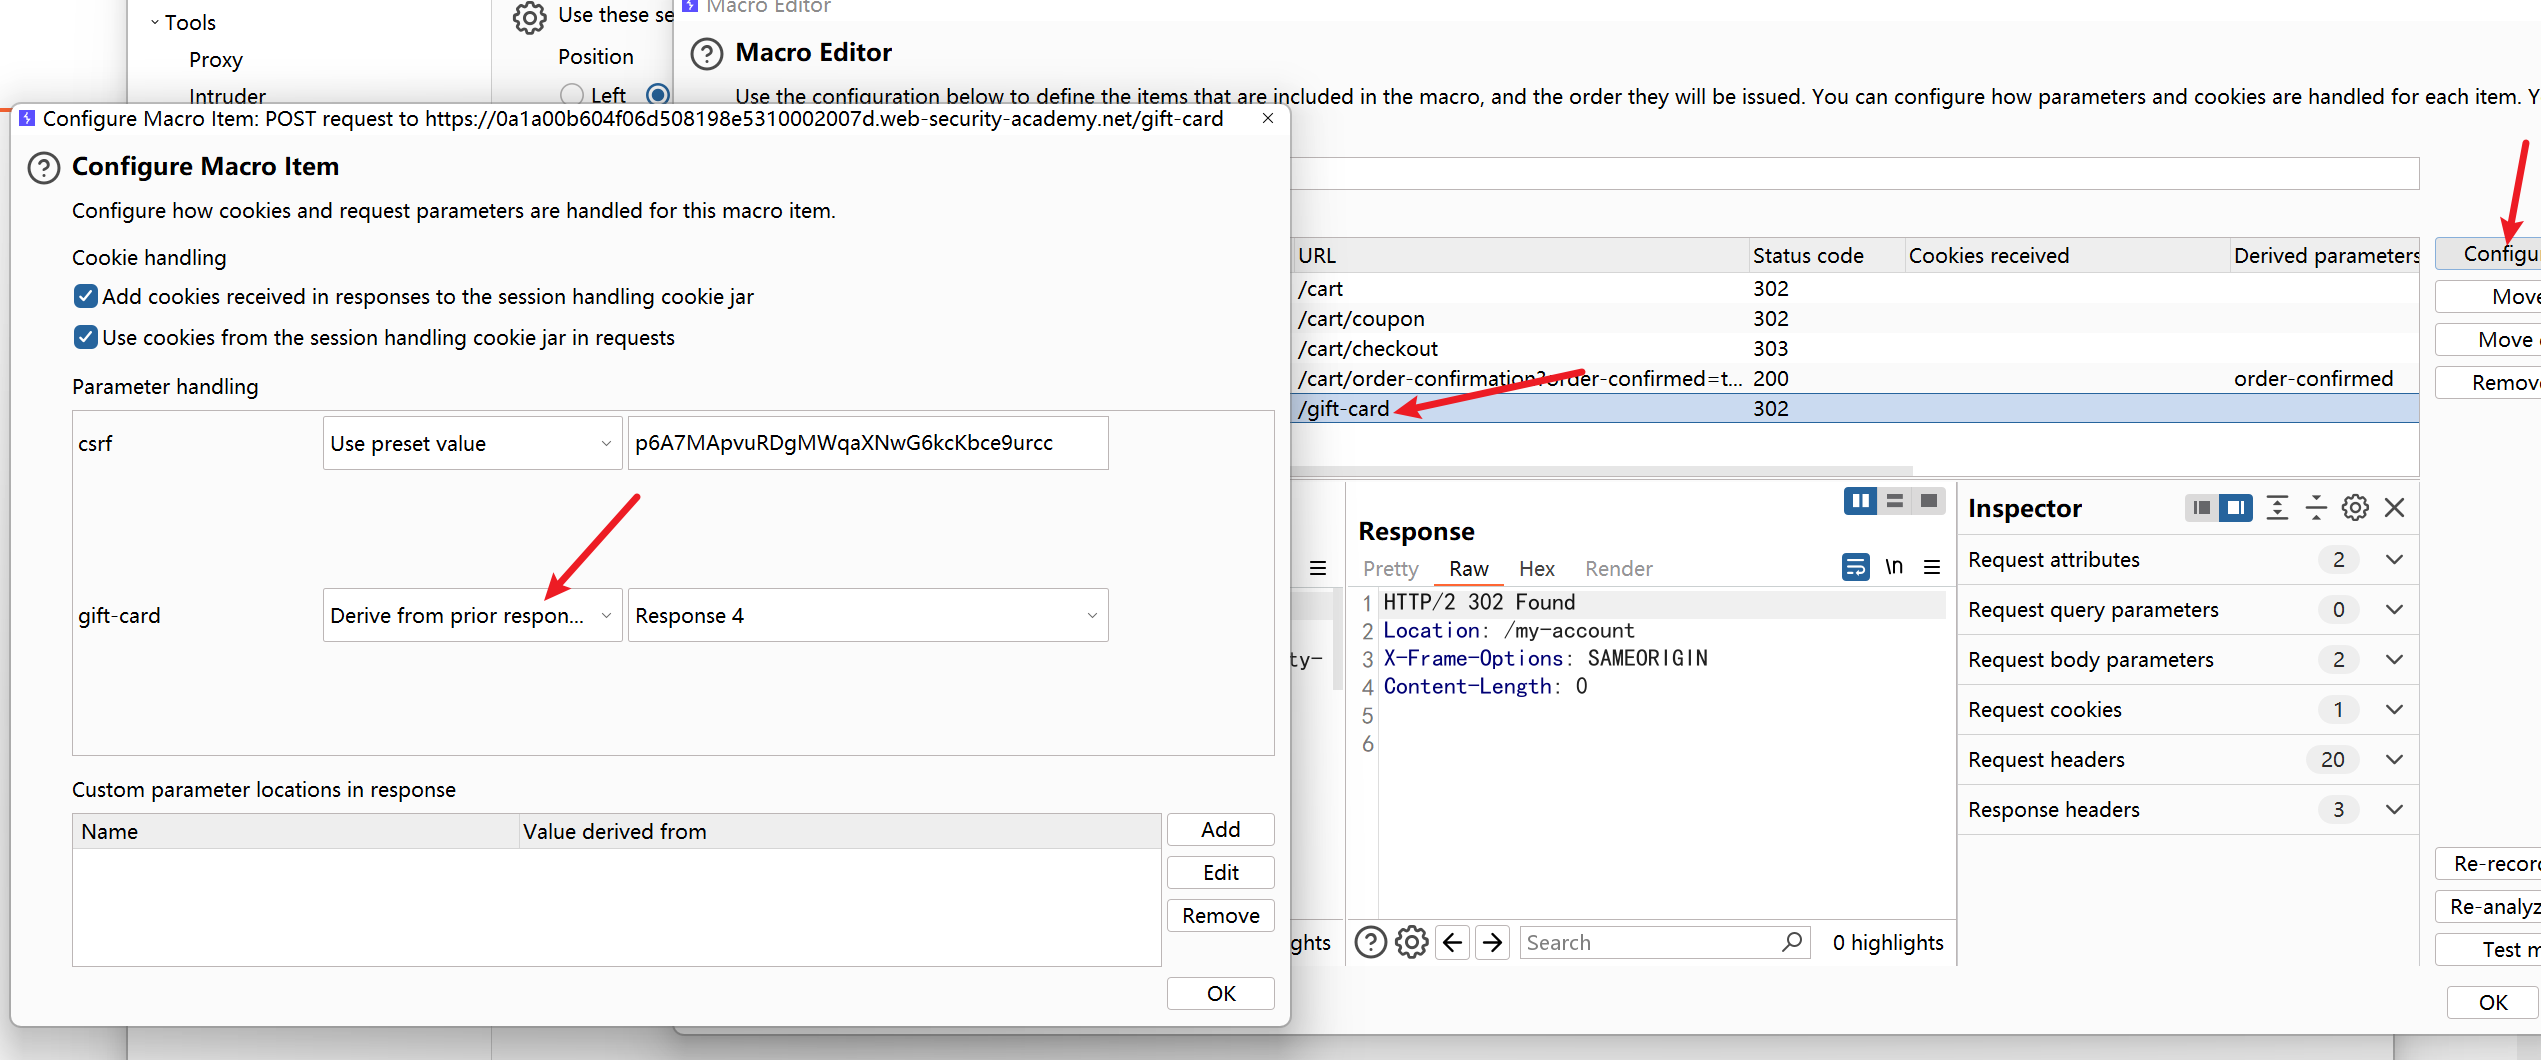 Tools
Proxy
Intruder
Use these se
Position
Left
Macro Editor
Macro Editor
Use the configuration below to define the items that are included in the macro, and the order they will be issued. You can configure how parameters and cookies are handled for each item. Y
Configure Macro Item: POST request to https://0a1a00b604f06d508198e5310002007d.web-security-academy.net/gift-card
Configure Macro Item
Configure how cookies and request parameters are handled for this macro item.
Cookie handling
Add cookies received in responses to the session handling cookie jar
Use cookies from the session handling cookie jar in requests
Parameter handling
csrf Use preset value p6A7MApvuRDgMWqaXNwG6kcKbce9urcc
gift-card Derive from prior respon... Response 4
Custom parameter locations in response
Name Value derived from
Add
Edit
Remove
OK
URL Status code Cookies received Derived parameters
/cart 302
/cart/coupon 302
/cart/checkout 303
/cart/order-confirmation?order-confirmed=t... 200 order-confirmed
/gift-card 302
Configu
Move
Move
Remov
ty-
ghts
Response
Pretty Raw Hex Render \n
1 HTTP/2 302 Found
2 Location: /my-account
3 X-Frame-Options: SAMEORIGIN
4 Content-Length: 0
5
6
Search 0 highlights
Inspector
Request attributes 2
Request query parameters 0
Request body parameters 2
Request cookies 1
Request headers 20
Response headers 3
Re-recor
Re-analyz
Test m
OK